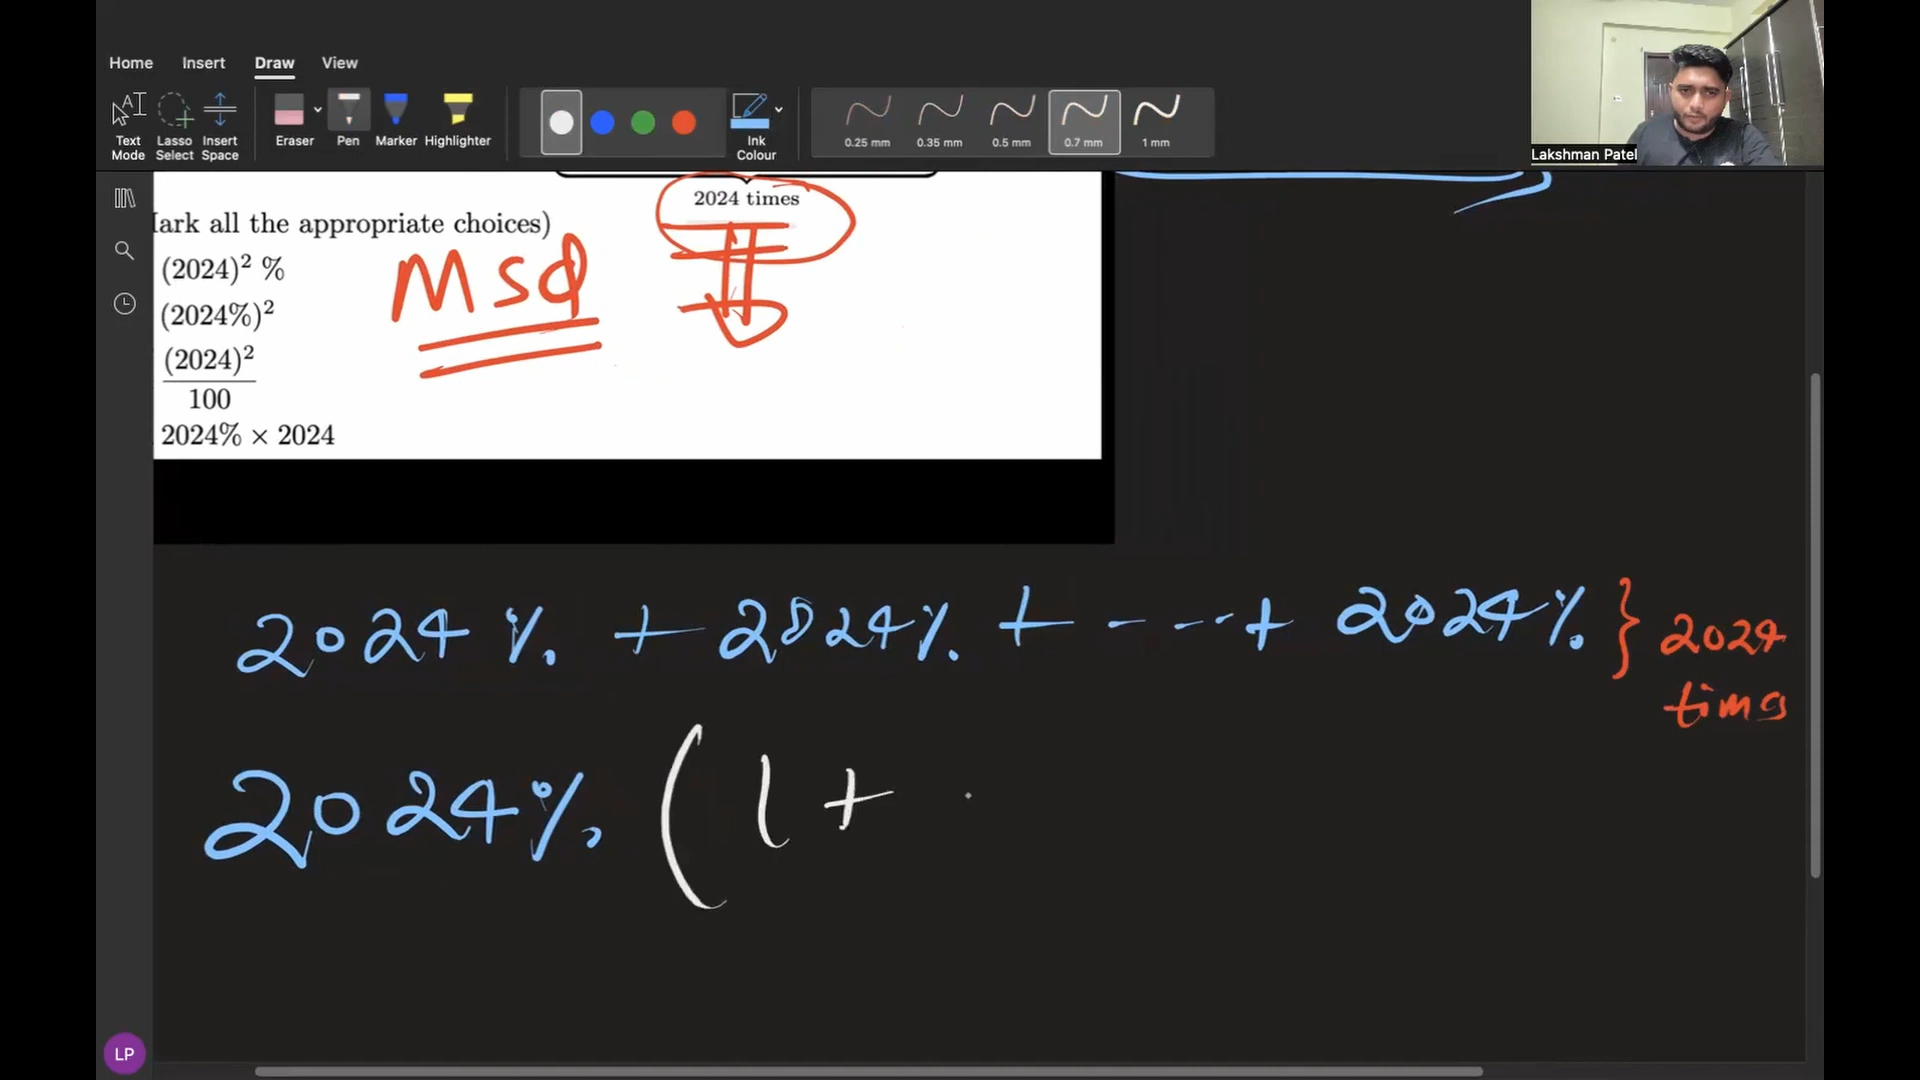 Home Insert Draw View
Text Mode
Lasso Select
Insert Space
Eraser
Pen
Marker
Highlighter
Ink Colour
0.25 mm
0.35 mm
0.5 mm
0.7 mm
1 mm
Lakshman Patel
2024 times
ark all the appropriate choices)
(2024)² %
(2024%)²
(2024)²
100
2024% × 2024
MSQ
2024 % + 2024% + - - - + 2024% } 2024
times
2024% ( 1 +
LP